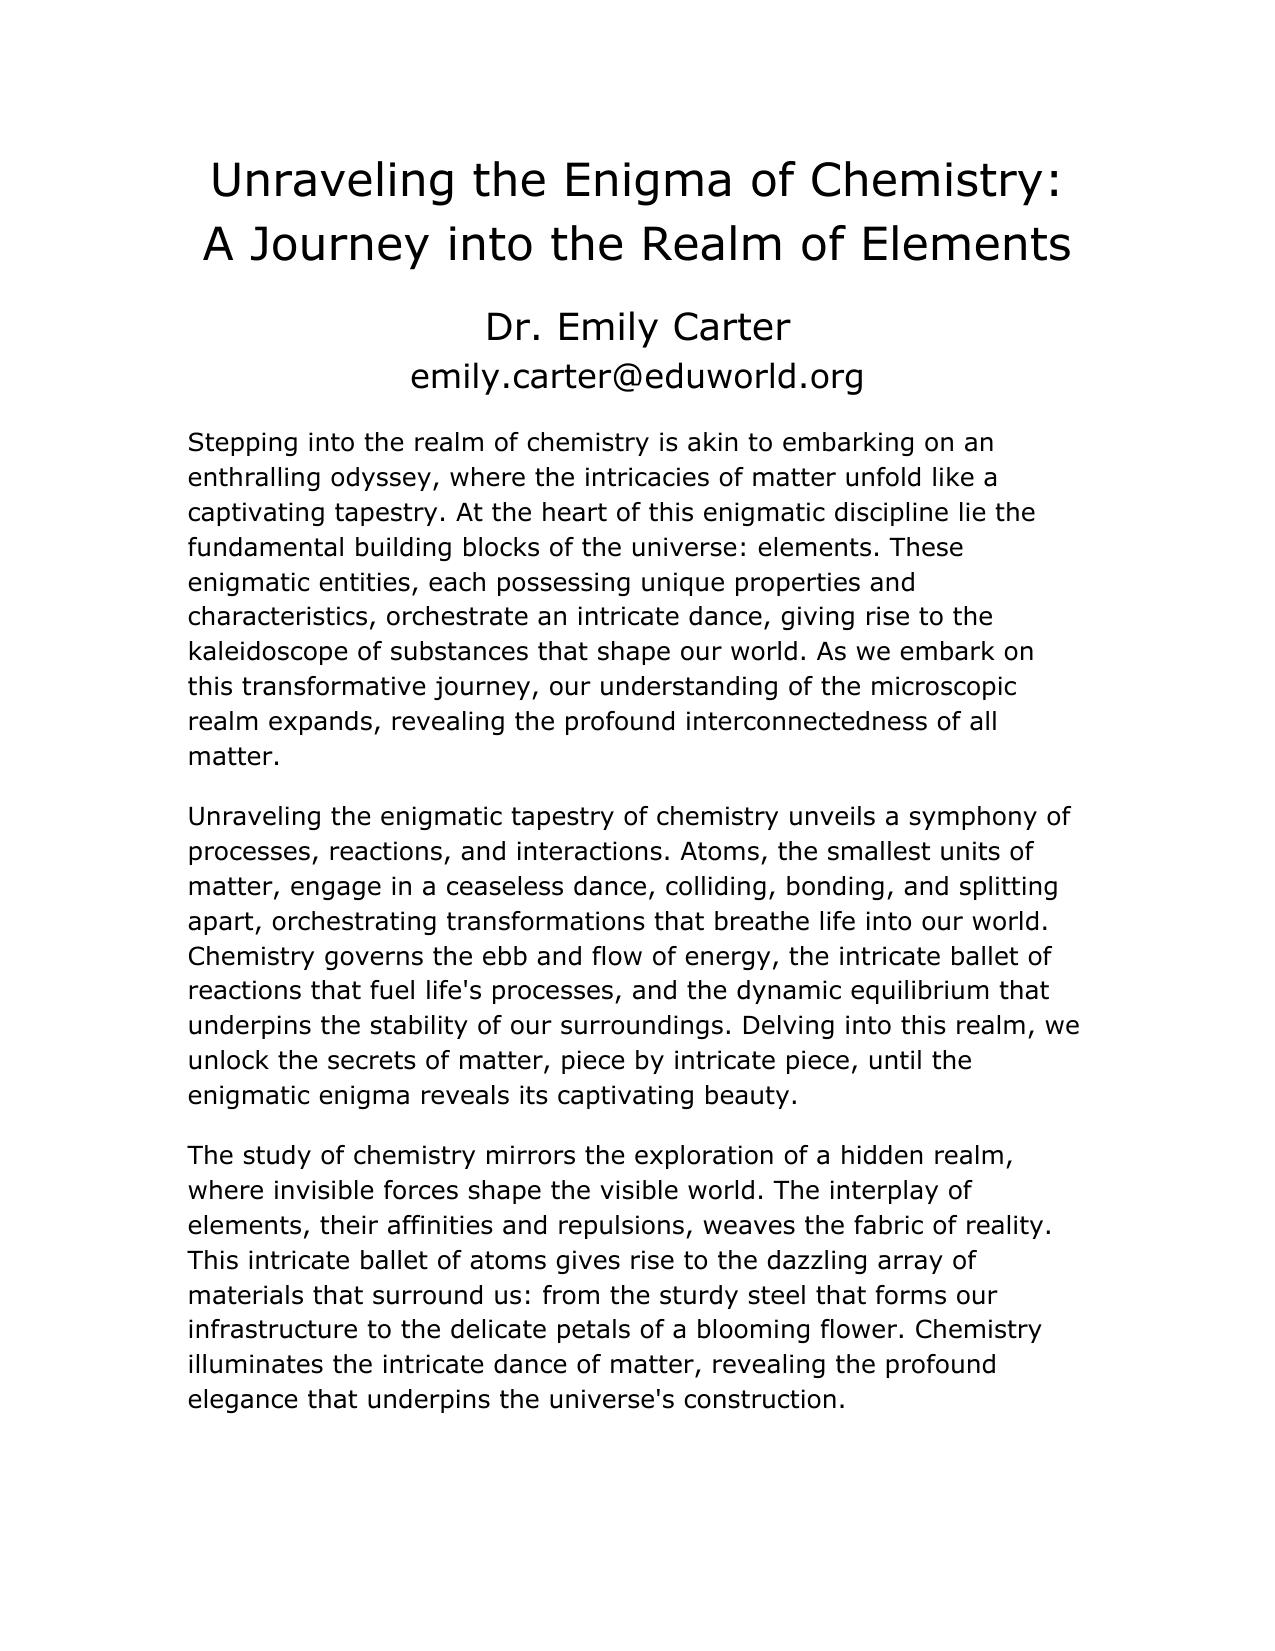 Unraveling the Enigma of Chemistry:
A Journey into the Realm of Elements
Dr. Emily Carter
emily.carter@eduworld.org
Stepping into the realm of chemistry is akin to embarking on an
enthralling odyssey, where the intricacies of matter unfold like a
captivating tapestry. At the heart of this enigmatic discipline lie the
fundamental building blocks of the universe: elements. These
enigmatic entities, each possessing unique properties and
characteristics, orchestrate an intricate dance, giving rise to the
kaleidoscope of substances that shape our world. As we embark on
this transformative journey, our understanding of the microscopic
realm expands, revealing the profound interconnectedness of all
matter.
Unraveling the enigmatic tapestry of chemistry unveils a symphony of
processes, reactions, and interactions. Atoms, the smallest units of
matter, engage in a ceaseless dance, colliding, bonding, and splitting
apart, orchestrating transformations that breathe life into our world.
Chemistry governs the ebb and flow of energy, the intricate ballet of
reactions that fuel life's processes, and the dynamic equilibrium that
underpins the stability of our surroundings. Delving into this realm, we
unlock the secrets of matter, piece by intricate piece, until the
enigmatic enigma reveals its captivating beauty.
The study of chemistry mirrors the exploration of a hidden realm,
where invisible forces shape the visible world. The interplay of
elements, their affinities and repulsions, weaves the fabric of reality.
This intricate ballet of atoms gives rise to the dazzling array of
materials that surround us: from the sturdy steel that forms our
infrastructure to the delicate petals of a blooming flower. Chemistry
illuminates the intricate dance of matter, revealing the profound
elegance that underpins the universe's construction.